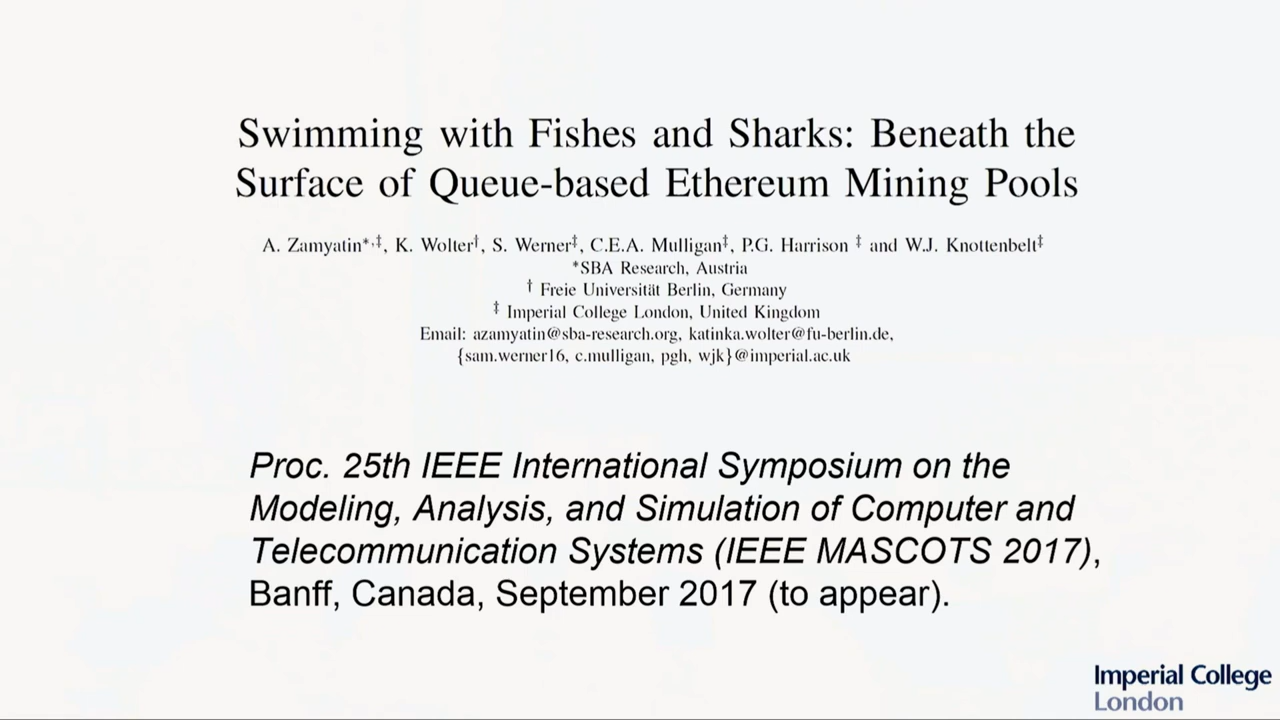 Swimming with Fishes and Sharks: Beneath the
Surface of Queue-based Ethereum Mining Pools
A. Zamyatin*,‡, K. Wolter†, S. Werner‡, C.E.A. Mulligan‡, P.G. Harrison ‡ and W.J. Knottenbelt‡
*SBA Research, Austria
† Freie Universität Berlin, Germany
‡ Imperial College London, United Kingdom
Email: azamyatin@sba-research.org, katinka.wolter@fu-berlin.de,
{sam.werner16, c.mulligan, pgh, wjk}@imperial.ac.uk
Proc. 25th IEEE International Symposium on the
Modeling, Analysis, and Simulation of Computer and
Telecommunication Systems (IEEE MASCOTS 2017),
Banff, Canada, September 2017 (to appear).
Imperial College
London